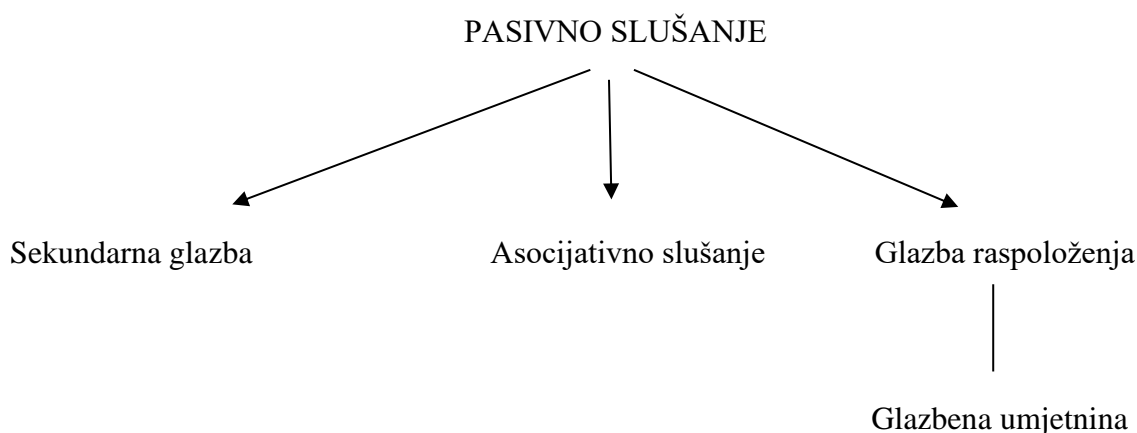 PASIVNO SLUŠANJE
Sekundarna glazba Asocijativno slušanje Glazba raspoloženja
Glazbena umjetnina